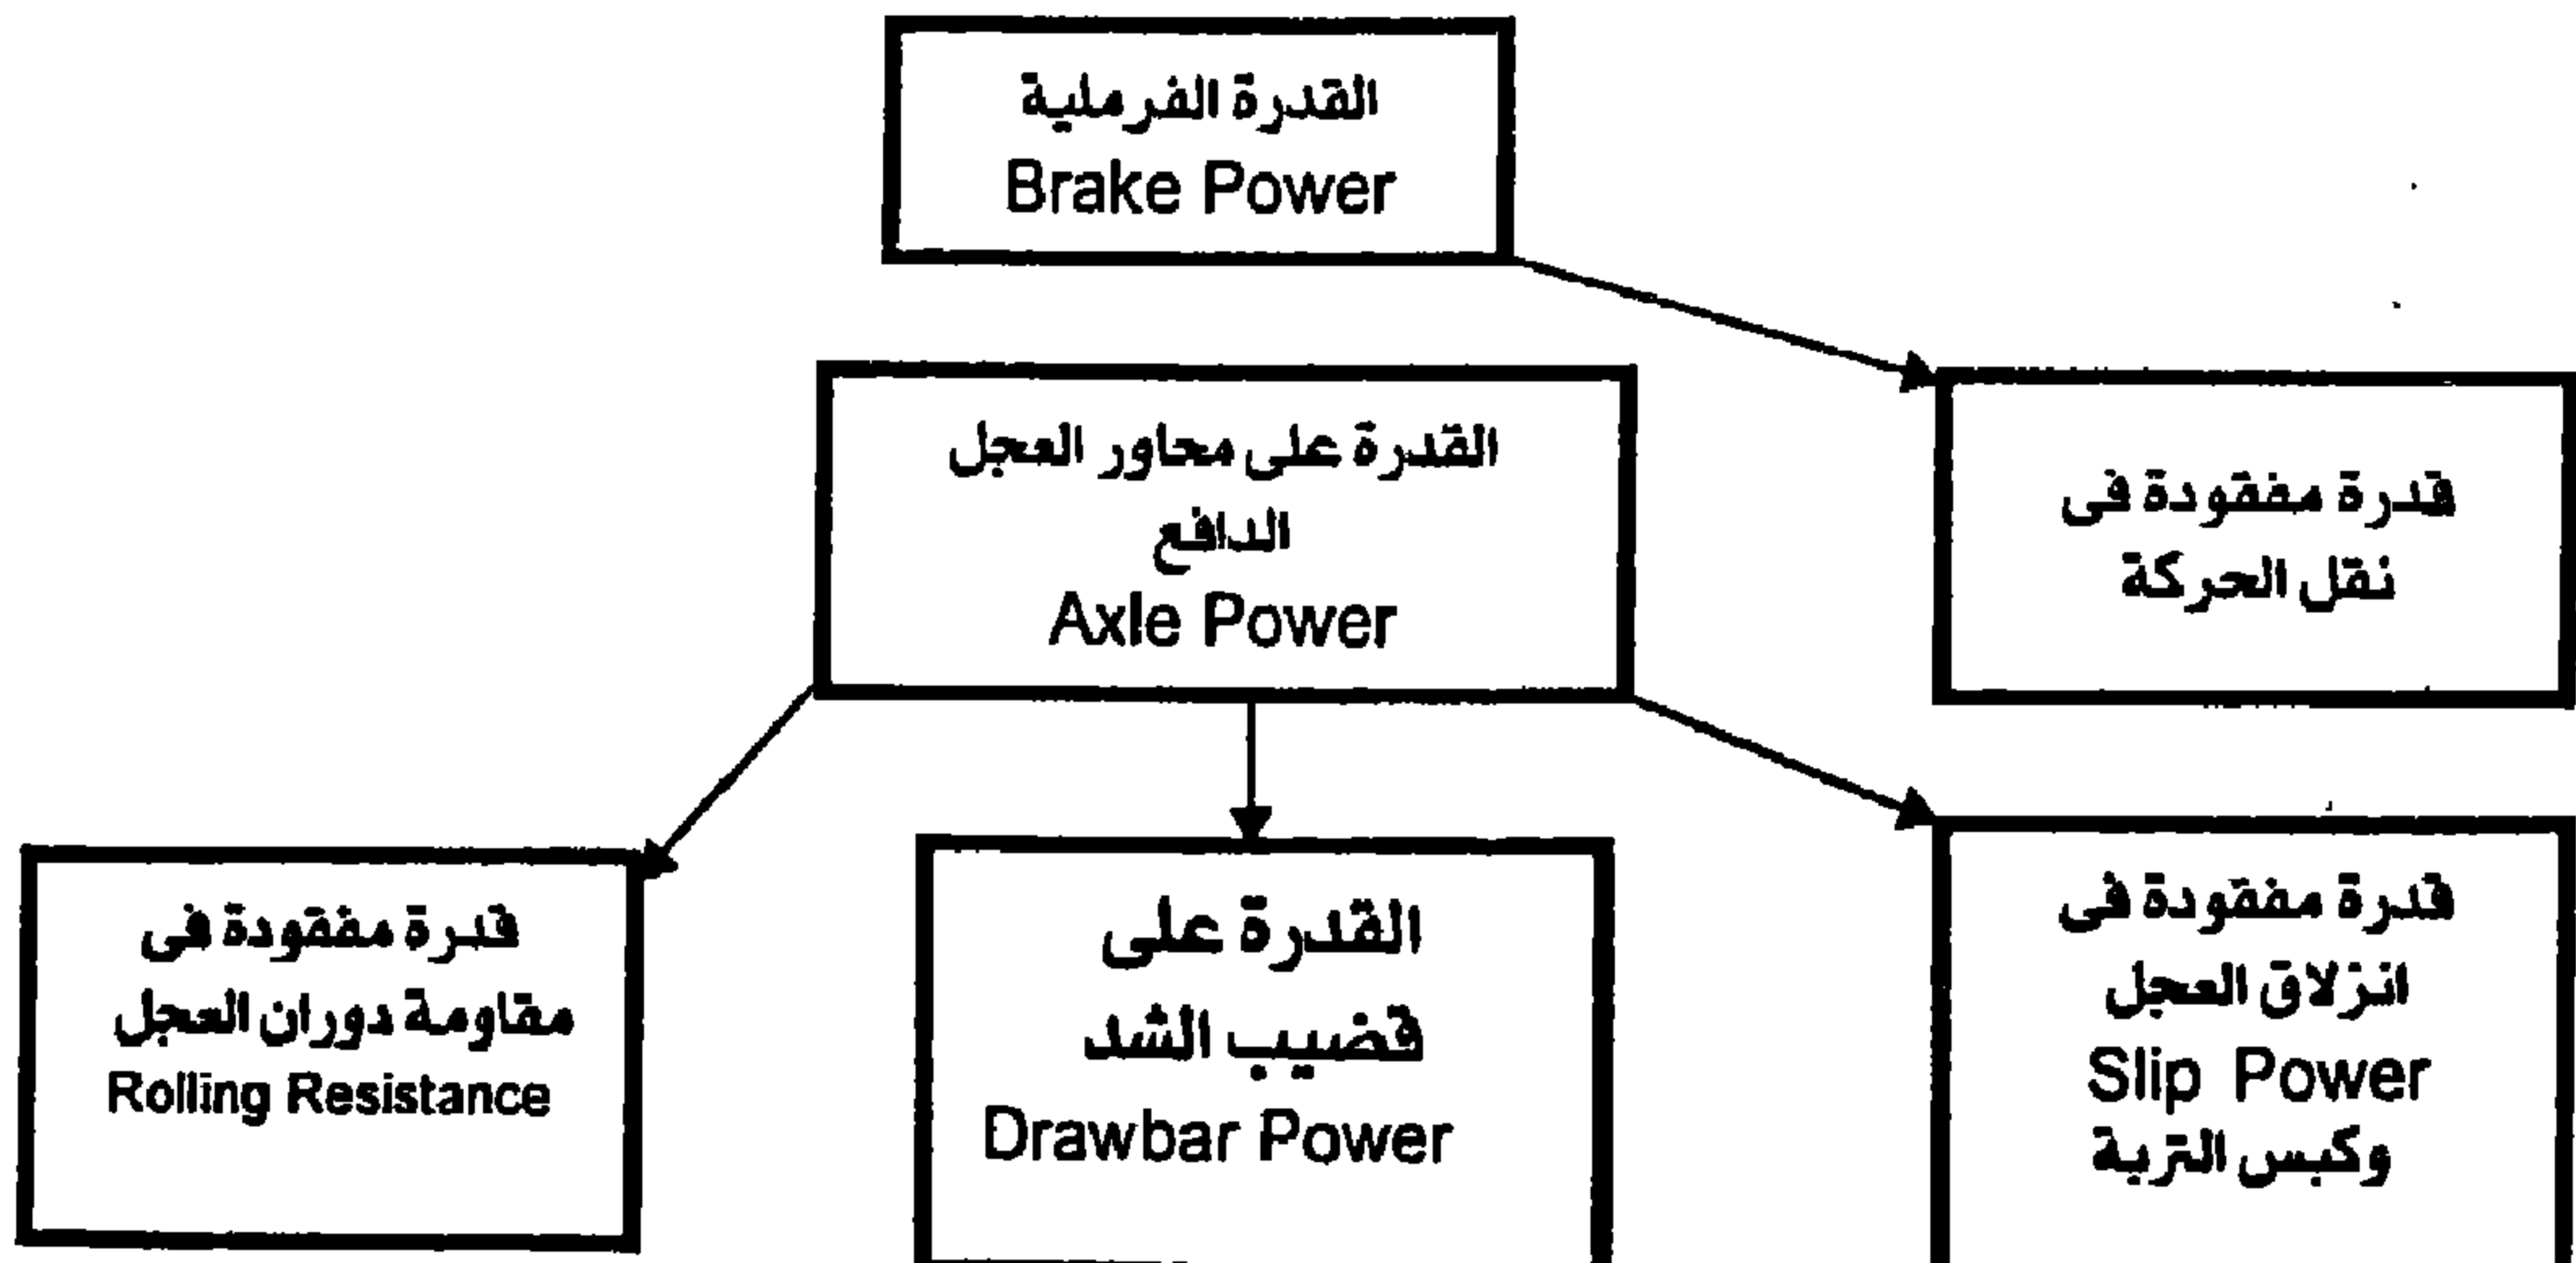 القدرة الفرملية
Brake Power
القدرة على محاور العجل
الدافع
Axle Power
قدرة مفقودة فى
نقل الحركة
قدرة مفقودة فى
انزلاق العجل
Slip Power
وكبس التربة
القدرة على
قضيب الشد
Drawbar Power
قدرة مفقودة فى
مقاومة دوران العجل
Rolling Resistance